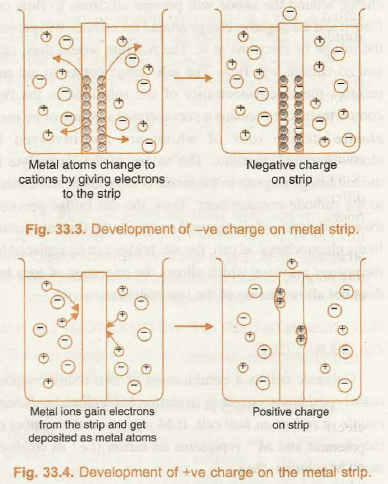 Metal atoms change to
cations by giving electrons
to the strip
Negative charge
on strip
Fig. 33.3. Development of –ve charge on metal strip.
Metal ions gain electrons
from the strip and get
deposited as metal atoms
Positive charge
on strip
Fig. 33.4. Development of +ve charge on the metal strip.